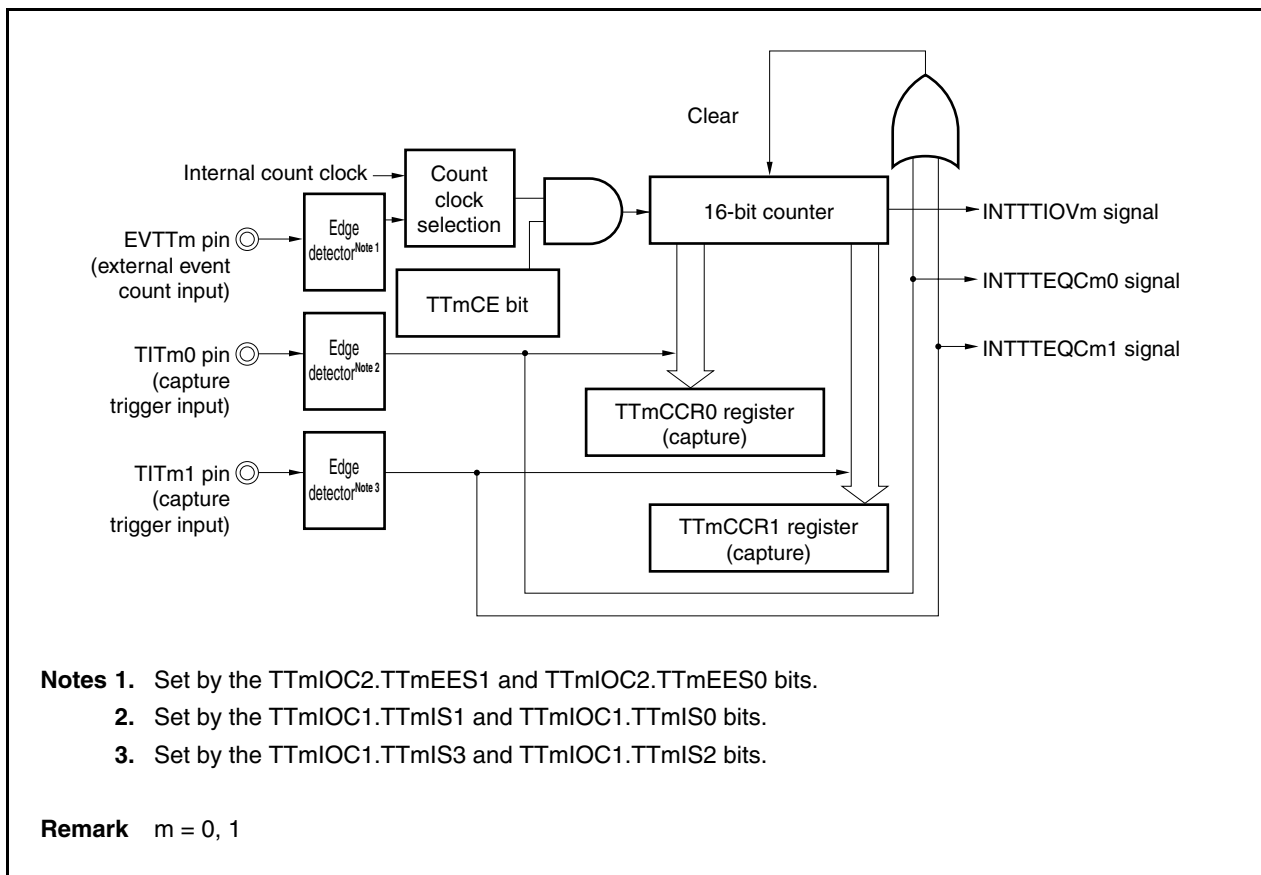 Clear
Internal count clock
Count
clock
selection
16-bit counter
INTTTIOVm signal
EVTTm pin
(external event
count input)
Edge
detectorNote 1
TTmCE bit
INTTTEQCm0 signal
TITm0 pin
(capture
trigger input)
Edge
detectorNote 2
INTTTEQCm1 signal
TTmCCR0 register
(capture)
TITm1 pin
(capture
trigger input)
Edge
detectorNote 3
TTmCCR1 register
(capture)
Notes 1. Set by the TTmIOC2.TTmEES1 and TTmIOC2.TTmEES0 bits.
2. Set by the TTmIOC1.TTmIS1 and TTmIOC1.TTmIS0 bits.
3. Set by the TTmIOC1.TTmIS3 and TTmIOC1.TTmIS2 bits.
Remark m = 0, 1